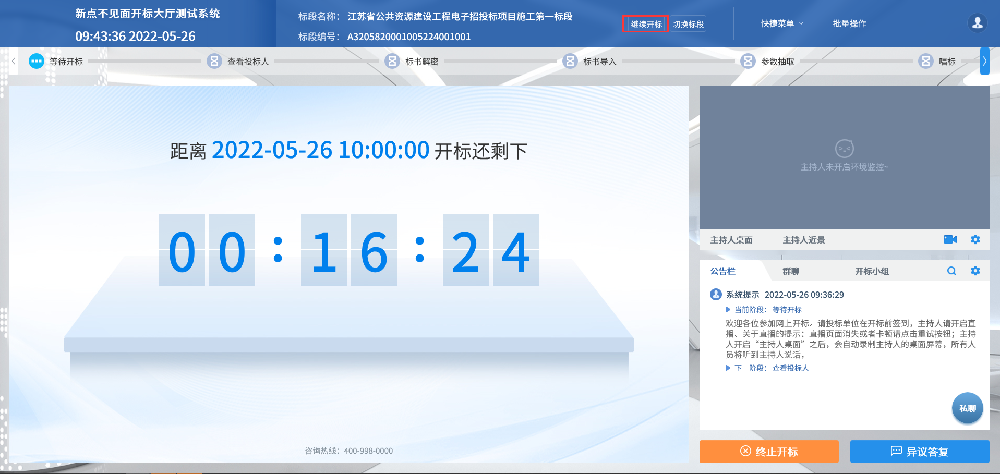 新点不见面开标大厅测试系统
09:43:36 2022-05-26
标段名称： 江苏省公共资源建设工程电子招投标项目施工第一标段
标段编号： A3205820001005224001001
继续开标 切换标段
快捷菜单
批量操作
等待开标
查看投标人
标书解密
标书导入
参数抽取
唱标
距离 2022-05-26 10:00:00 开标还剩下
00:16:24
咨询热线：400-998-0000
主持人未开启环境监控~
主持人桌面 主持人近景
公告栏 群聊 开标小组
系统提示 2022-05-26 09:36:29
当前阶段： 等待开标
欢迎各位参加网上开标。请投标单位在开标前签到，主持人请开启直
播。关于直播的提示：直播页面消失或者卡顿请点击重试按钮；主持
人开启“主持人桌面”之后，会自动录制主持人的桌面屏幕，所有人
员将听到主持人说话，
下一阶段： 查看投标人
私聊
终止开标
异议答复